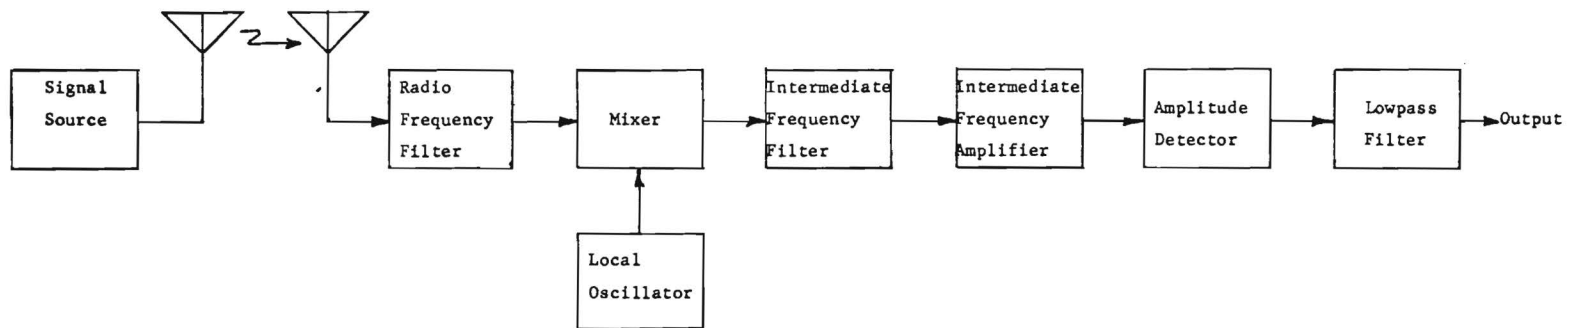 Signal
Source
Radio
Frequency
Filter
Mixer
Intermediate
Frequency
Filter
Intermediate
Frequency
Amplifier
Amplitude
Detector
Lowpass
Filter
Output
Local
Oscillator